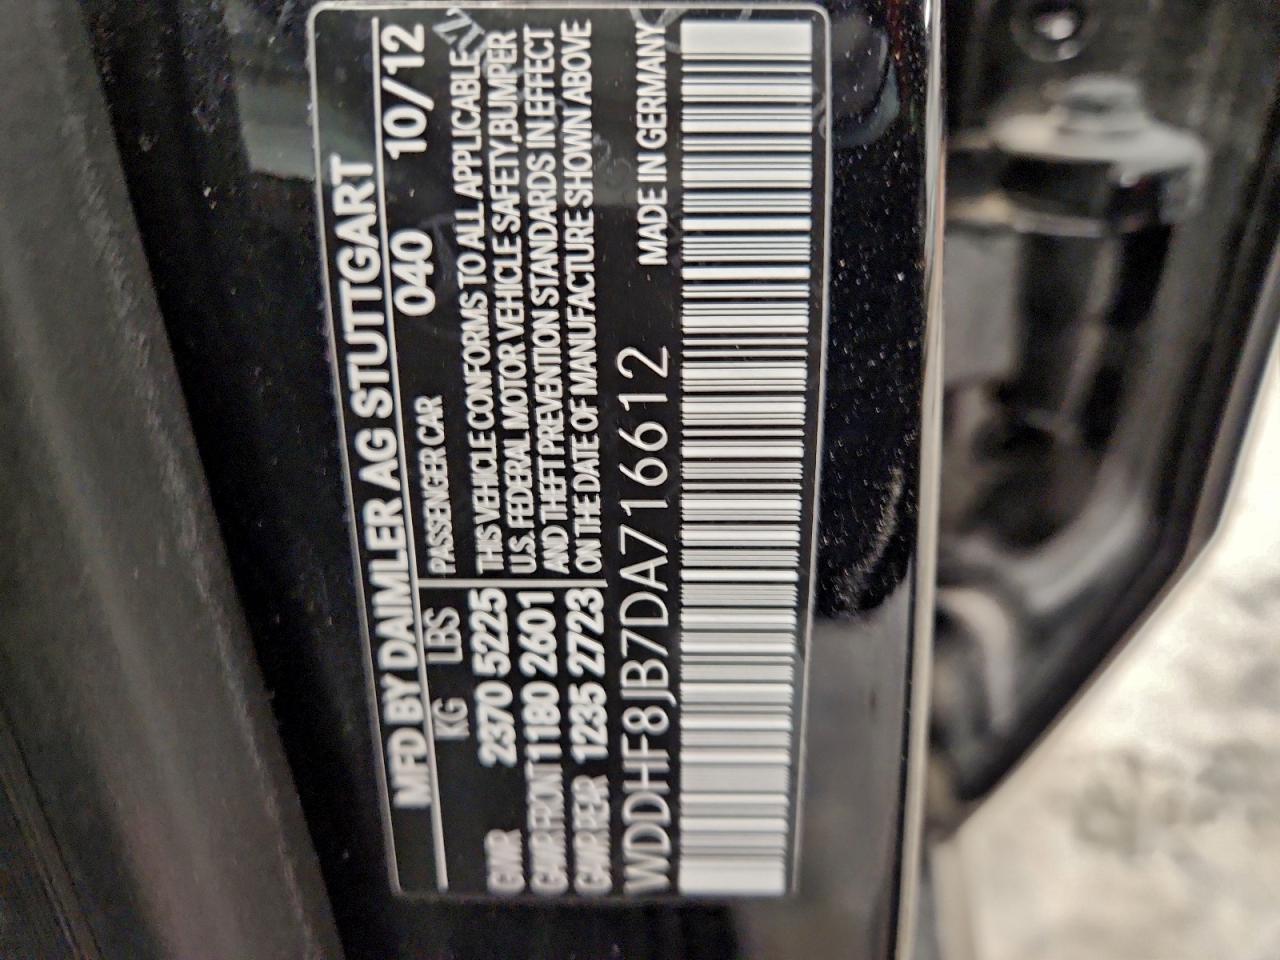 MFD BY DAIMLER AG STUTTGART
KG LBS PASSENGER CAR 040 10/12
GVWR 2370 5225
GAWR FRONT 1180 2601
GAWR REAR 1235 2723
THIS VEHICLE CONFORMS TO ALL APPLICABLE
U.S. FEDERAL MOTOR VEHICLE SAFETY, BUMPER
AND THEFT PREVENTION STANDARDS IN EFFECT
ON THE DATE OF MANUFACTURE SHOWN ABOVE
WDDHF8JB7DA716612 MADE IN GERMANY